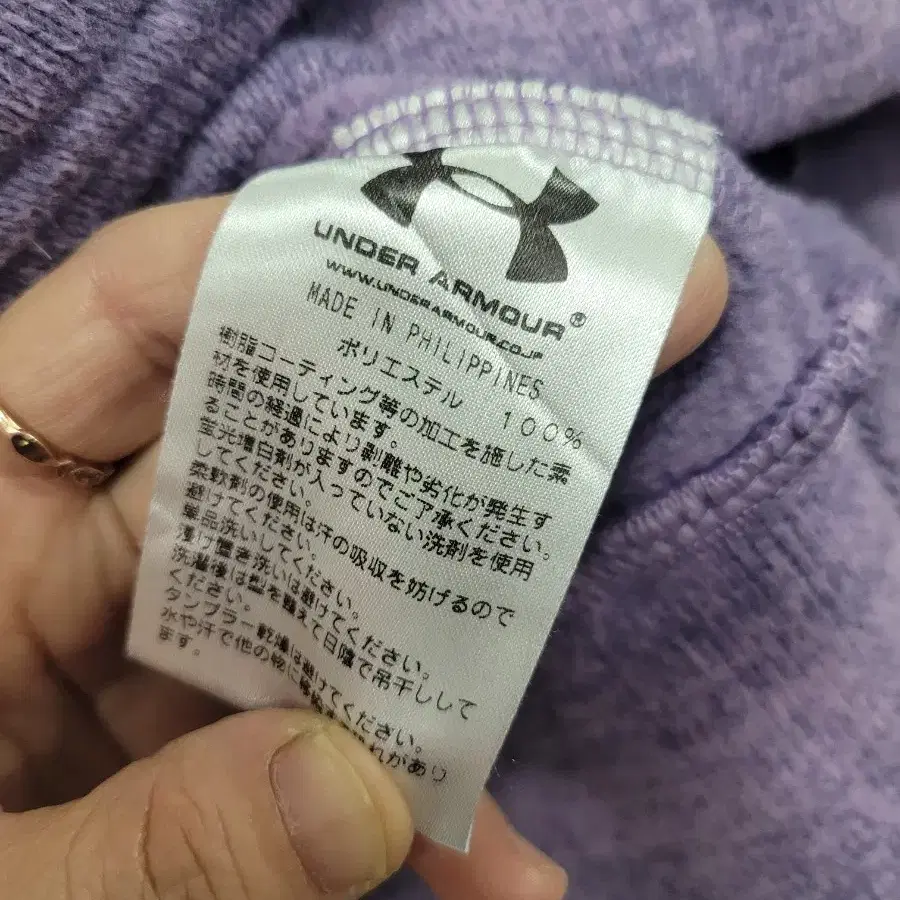 UNDER ARMOUR®
WWW.UNDERARMOUR.CO.JP
MADE IN PHILIPPINES
ポリエステル 100%
樹脂コーティング等の加工を施した素
材を使用しています。
時間の経過により剥離や劣化が発生す
ることがありますのでご了承ください。
蛍光増白剤が入っていない洗剤を使用
してください。
柔軟剤の使用は汗の吸収を妨げるので
避けてください。
単品洗いしてください。
漬け置き洗いは避けてください。
洗濯後は型を整えて日陰で吊干しして
ください。
タンブラー乾燥は避けてください。
水や汗で他の物に があり
ます。